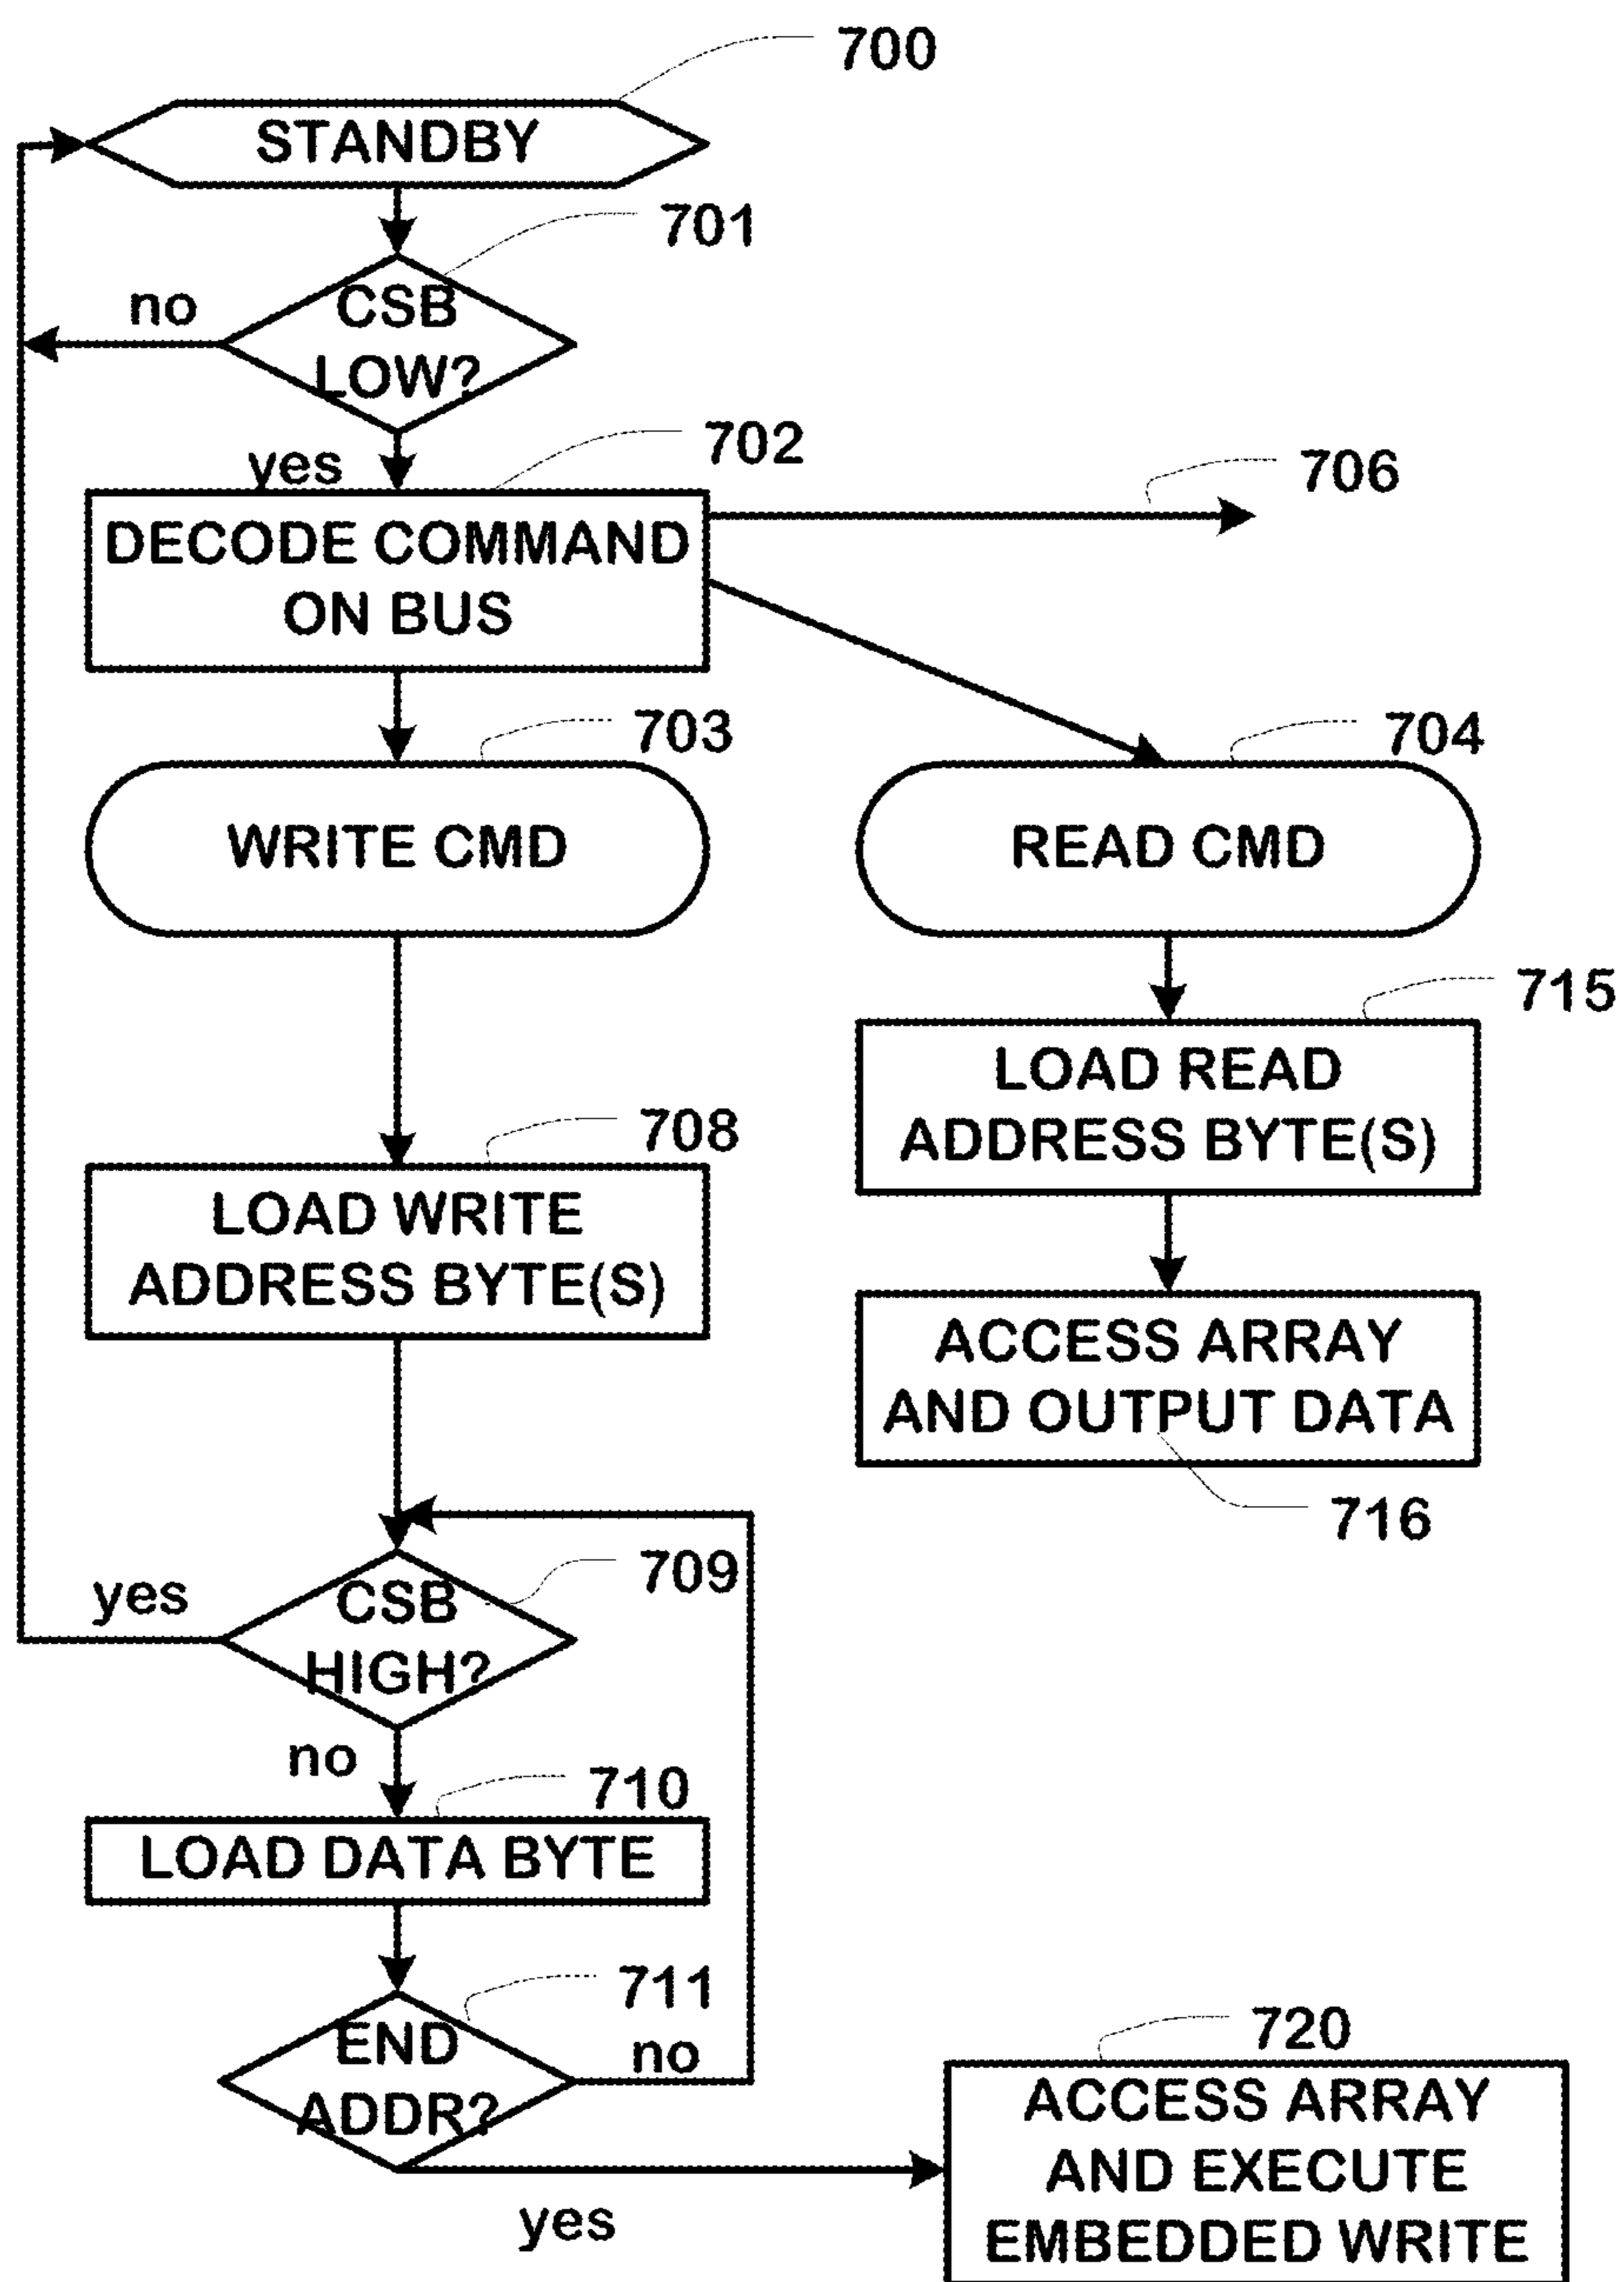 700
STANDBY
701
no
CSB
LOW?
yes
702
706
DECODE COMMAND
ON BUS
703
704
WRITE CMD
READ CMD
715
LOAD READ
ADDRESS BYTE(S)
708
LOAD WRITE
ADDRESS BYTE(S)
ACCESS ARRAY
AND OUTPUT DATA
716
709
yes
CSB
HIGH?
no
710
LOAD DATA BYTE
711
END
ADDR?
no
yes
720
ACCESS ARRAY
AND EXECUTE
EMBEDDED WRITE